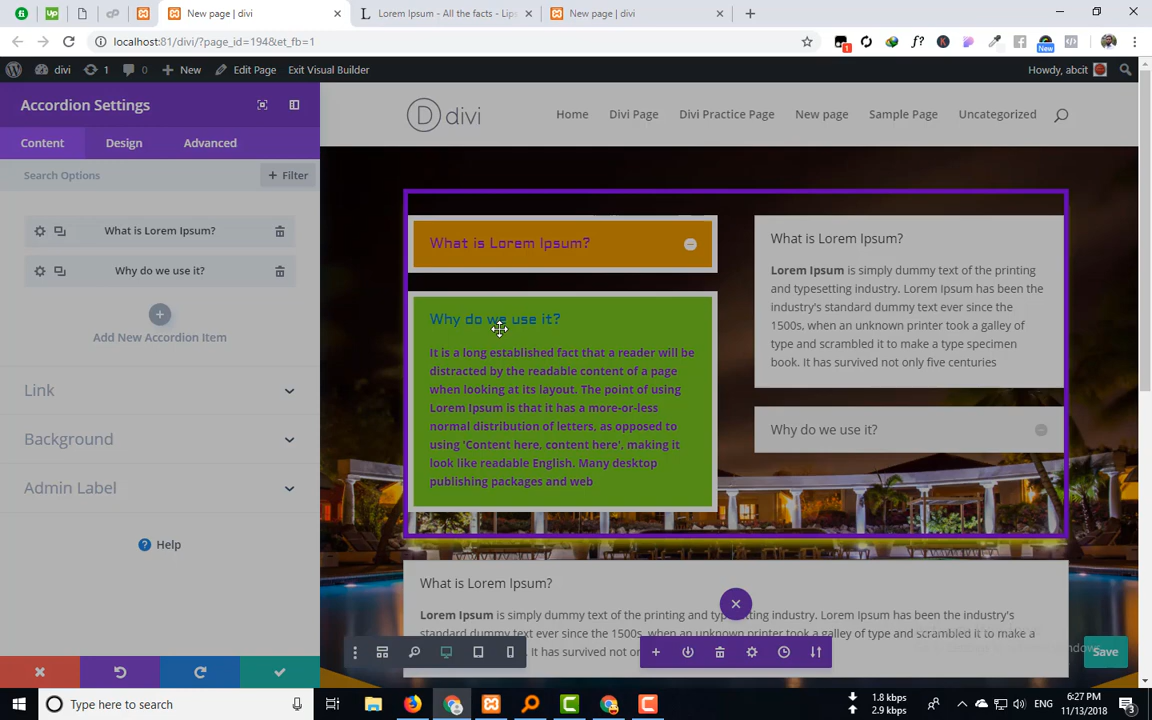 New page | divi
Lorem Ipsum - All the facts - Lips
New page | divi
localhost:81/divi/?page_id=194&et_fb=1
divi
1
0
New
Edit Page
Exit Visual Builder
Howdy, abcit
Accordion Settings
Content
Design
Advanced
Search Options
Filter
What is Lorem Ipsum?
Why do we use it?
Add New Accordion Item
Link
Background
Admin Label
Help
divi
Home
Divi Page
Divi Practice Page
New page
Sample Page
Uncategorized
What is Lorem Ipsum?
Why do we use it?
It is a long established fact that a reader will be
distracted by the readable content of a page
when looking at its layout. The point of using
Lorem Ipsum is that it has a more-or-less
normal distribution of letters, as opposed to
using 'Content here, content here', making it
look like readable English. Many desktop
publishing packages and web
What is Lorem Ipsum?
Lorem Ipsum is simply dummy text of the printing
and typesetting industry. Lorem Ipsum has been the
industry's standard dummy text ever since the
1500s, when an unknown printer took a galley of
type and scrambled it to make a type specimen
book. It has survived not only five centuries
Why do we use it?
What is Lorem Ipsum?
Lorem Ipsum is simply dummy text of the printing and typesetting industry. Lorem Ipsum has been the industry's
standard dummy text ever since the 1500s, when an unknown printer took a galley of type and scrambled it to make a
Save
Type here to search
1.8 kbps
2.9 kbps
ENG
6:27 PM
11/13/2018
3